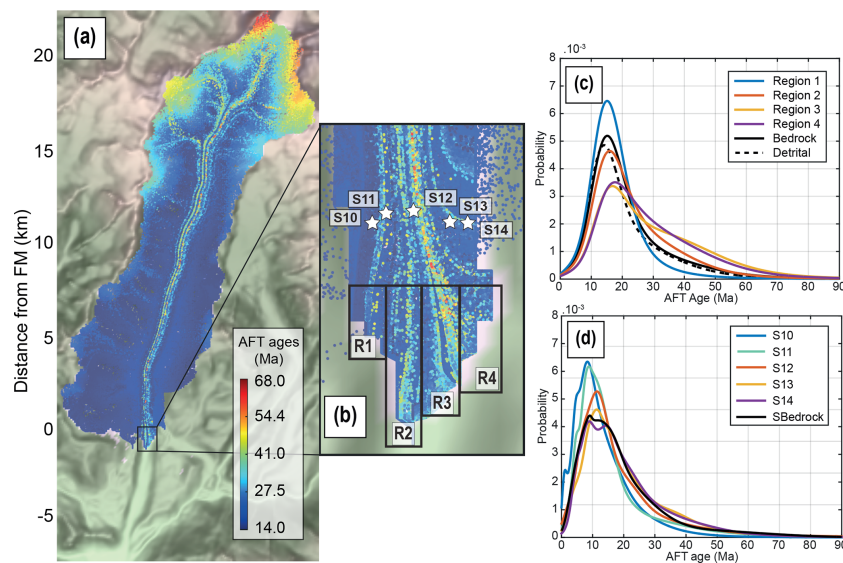 (a)
20
15
10
5
0
-5
Distance from FM (km)
AFT ages
(Ma)
68.0
54.4
41.0
27.5
14.0
S11
S12
S10
S13
S14
R1
R4
R3
R2
(b)
8 .10⁻³
(c)
Region 1
Region 2
Region 3
Region 4
Bedrock
Detrital
7
6
5
4
3
2
1
0
Probability
0 10 20 30 40 50 60 70 80 90
AFT Age (Ma)
8 .10⁻³
(d)
S10
S11
S12
S13
S14
SBedrock
7
6
5
4
3
2
1
0
Probability
0 10 20 30 40 50 60 70 80 90
AFT age (Ma)